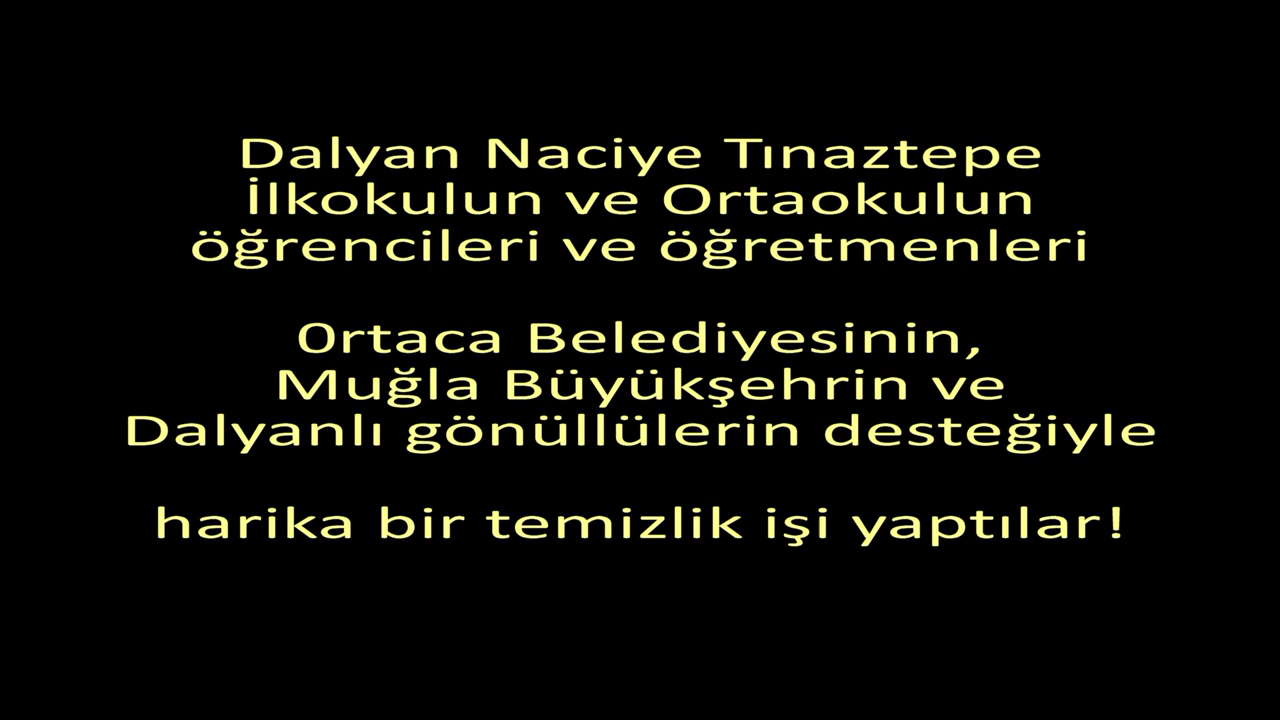 Dalyan Naciye Tınaztepe
İlkokulun ve Ortaokulun
öğrencileri ve öğretmenleri
0rtaca Belediyesinin,
Muğla Büyükşehrin ve
Dalyanlı gönüllülerin desteğiyle
harika bir temizlik işi yaptılar!